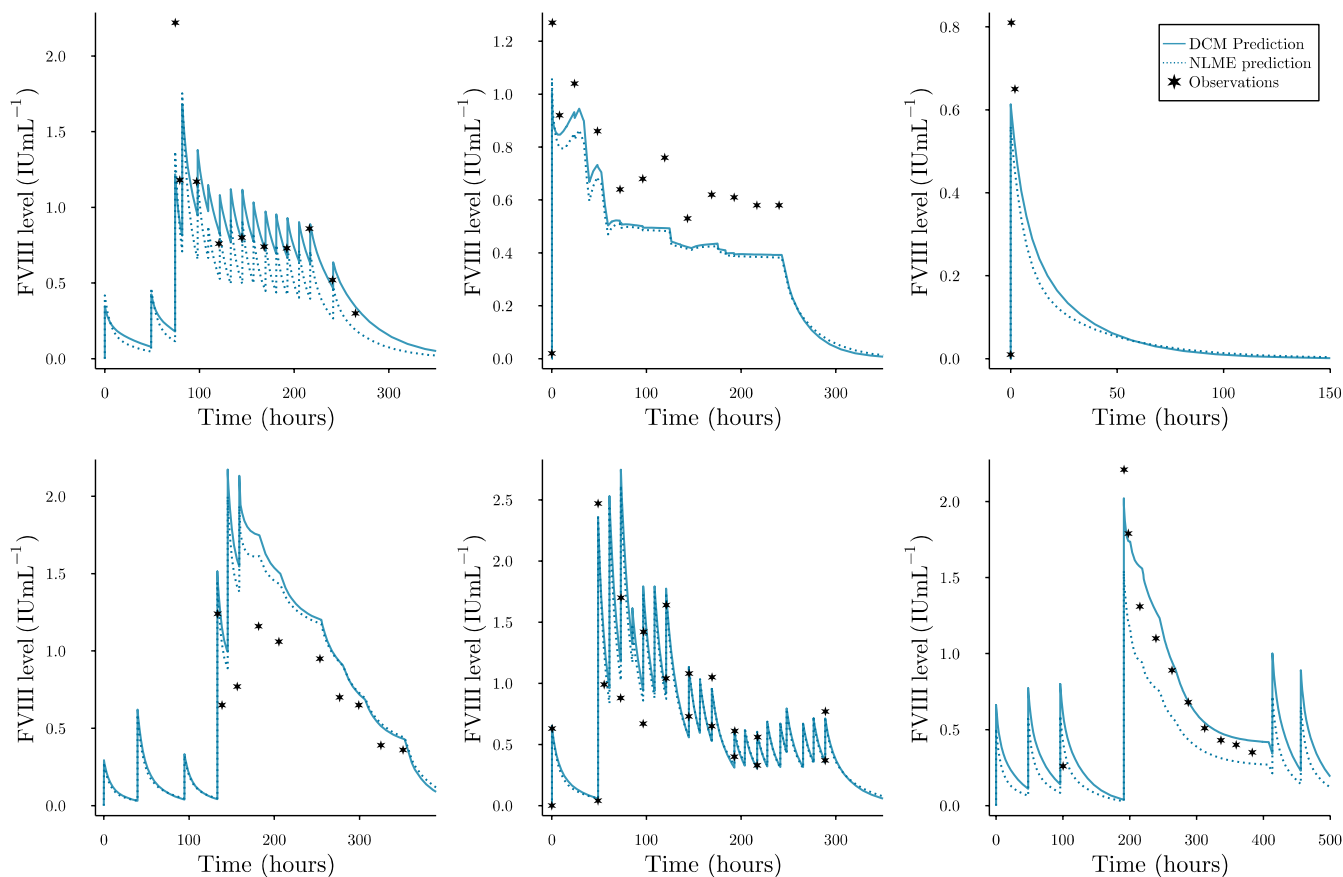 2.0
1.5
1.0
0.5
0.0
FVIII level (IUmL⁻¹)
0 100 200 300
Time (hours)
1.2
1.0
0.8
0.6
0.4
0.2
0.0
FVIII level (IUmL⁻¹)
0 100 200 300
Time (hours)
0.8
0.6
0.4
0.2
0.0
FVIII level (IUmL⁻¹)
0 50 100 150
Time (hours)
DCM Prediction
NLME prediction
Observations
2.0
1.5
1.0
0.5
0.0
FVIII level (IUmL⁻¹)
0 100 200 300
Time (hours)
2.5
2.0
1.5
1.0
0.5
0.0
FVIII level (IUmL⁻¹)
0 100 200 300
Time (hours)
2.0
1.5
1.0
0.5
0.0
FVIII level (IUmL⁻¹)
0 100 200 300 400 500
Time (hours)